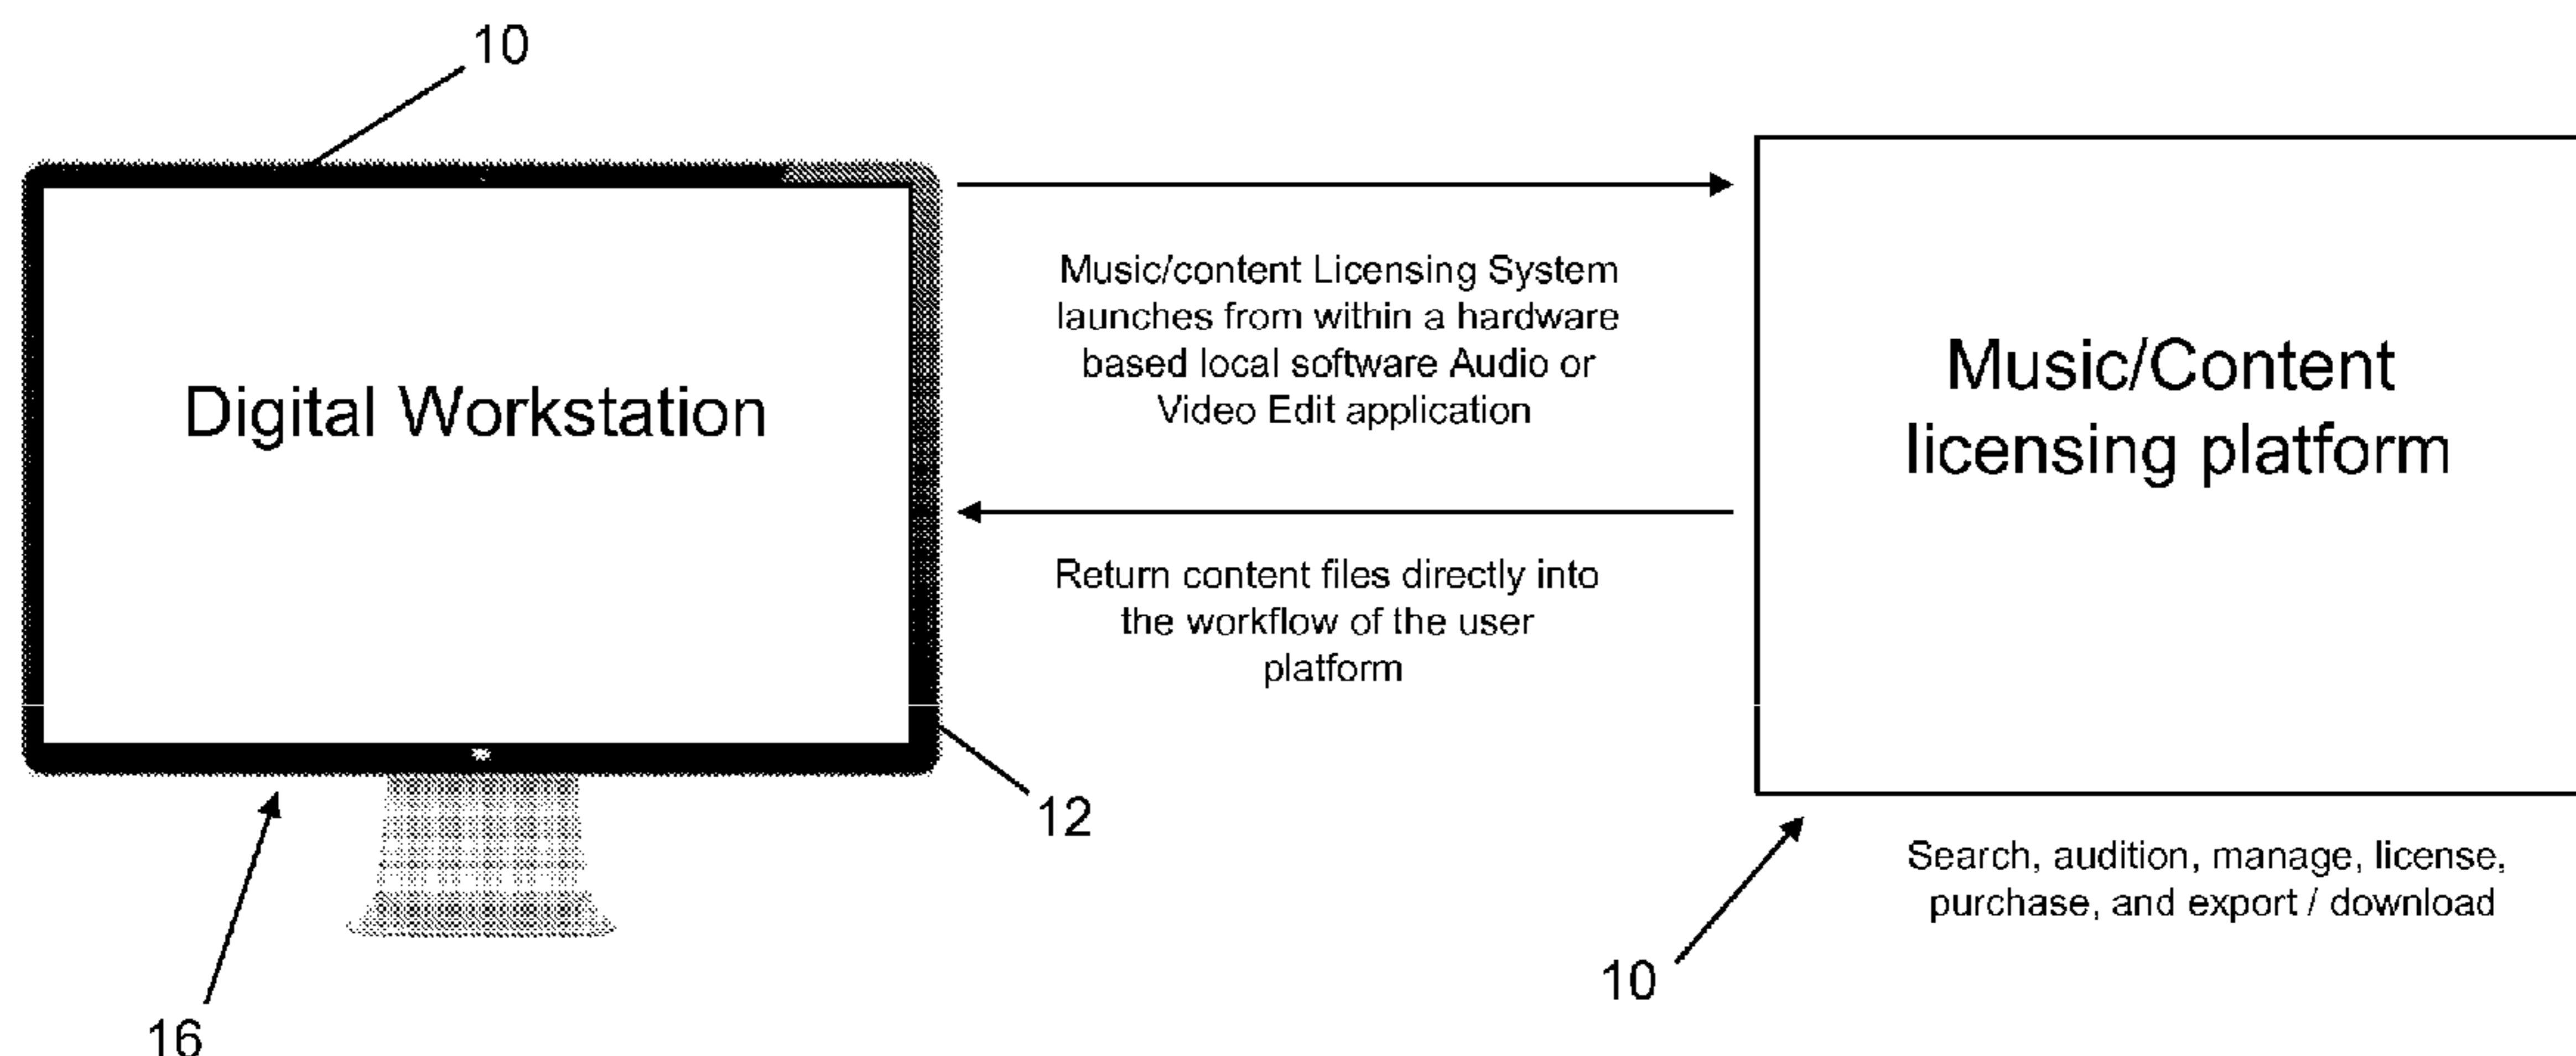 10
Digital Workstation
Music/content Licensing System
launches from within a hardware
based local software Audio or
Video Edit application
Return content files directly into
the workflow of the user
platform
12
16
Music/Content
licensing platform
Search, audition, manage, license,
purchase, and export / download
10